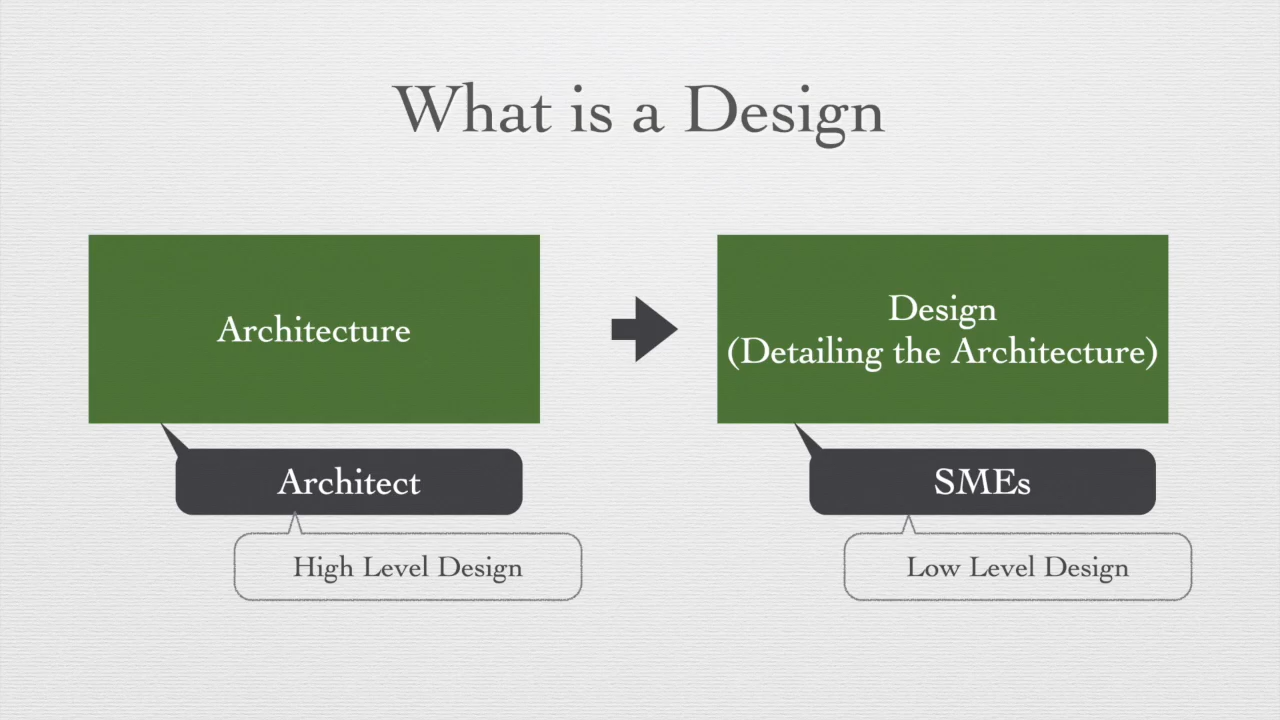 What is a Design
Architecture
Design
(Detailing the Architecture)
Architect
SMEs
High Level Design
Low Level Design